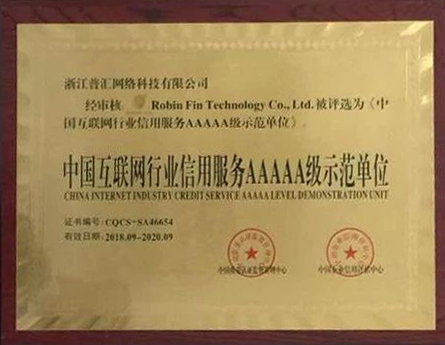 浙江普汇网络科技有限公司
经审核 Robin Fin Technology Co., Ltd. 被评选为《中
国互联网行业信用服务AAAAA级示范单位》。
中国互联网行业信用服务AAAAA级示范单位
CHINA INTERNET INDUSTRY CREDIT SERVICE AAAAA LEVEL DEMONSTRATION UNIT
证书编号：CQCS-SA46654
有效日期：2018.09-2020.09